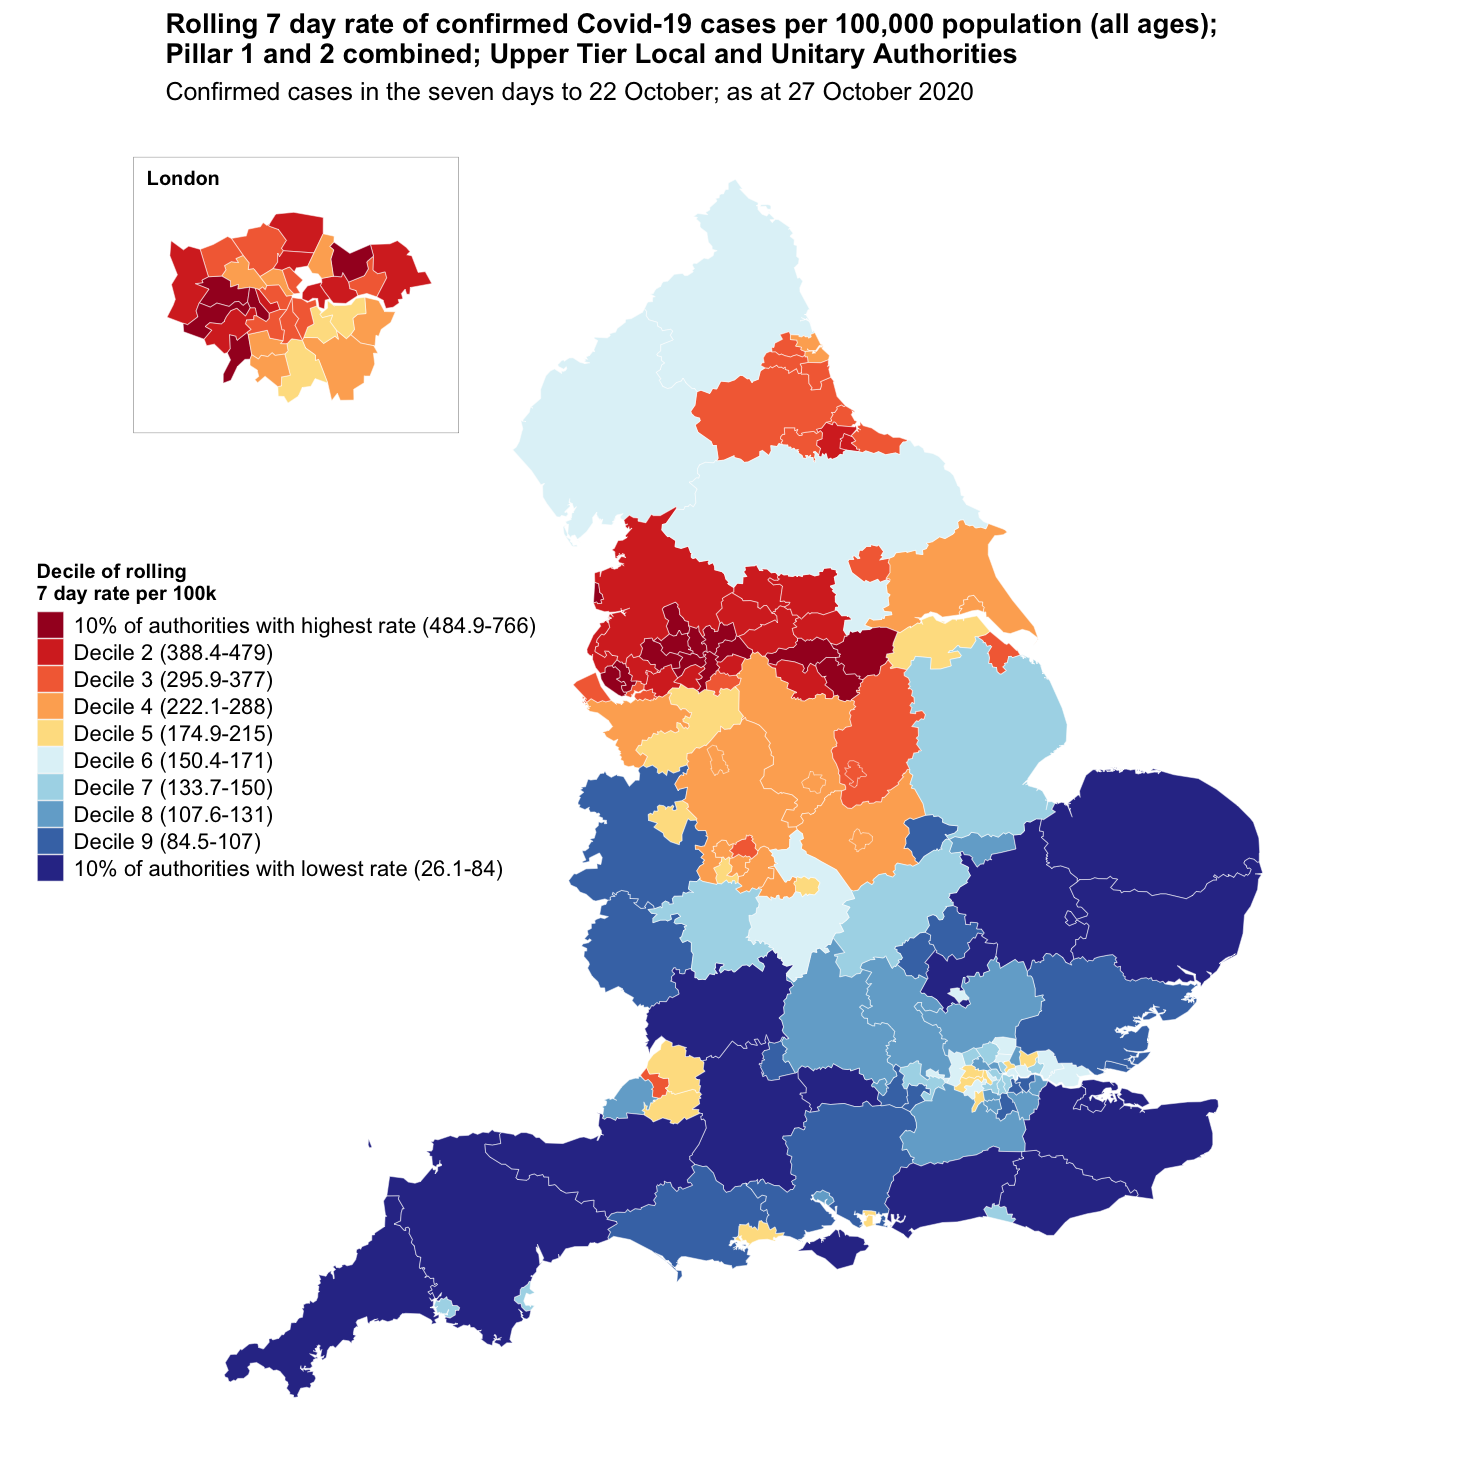 Rolling 7 day rate of confirmed Covid-19 cases per 100,000 population (all ages);
Pillar 1 and 2 combined; Upper Tier Local and Unitary Authorities
Confirmed cases in the seven days to 22 October; as at 27 October 2020
London
Decile of rolling
7 day rate per 100k
10% of authorities with highest rate (484.9-766)
Decile 2 (388.4-479)
Decile 3 (295.9-377)
Decile 4 (222.1-288)
Decile 5 (174.9-215)
Decile 6 (150.4-171)
Decile 7 (133.7-150)
Decile 8 (107.6-131)
Decile 9 (84.5-107)
10% of authorities with lowest rate (26.1-84)